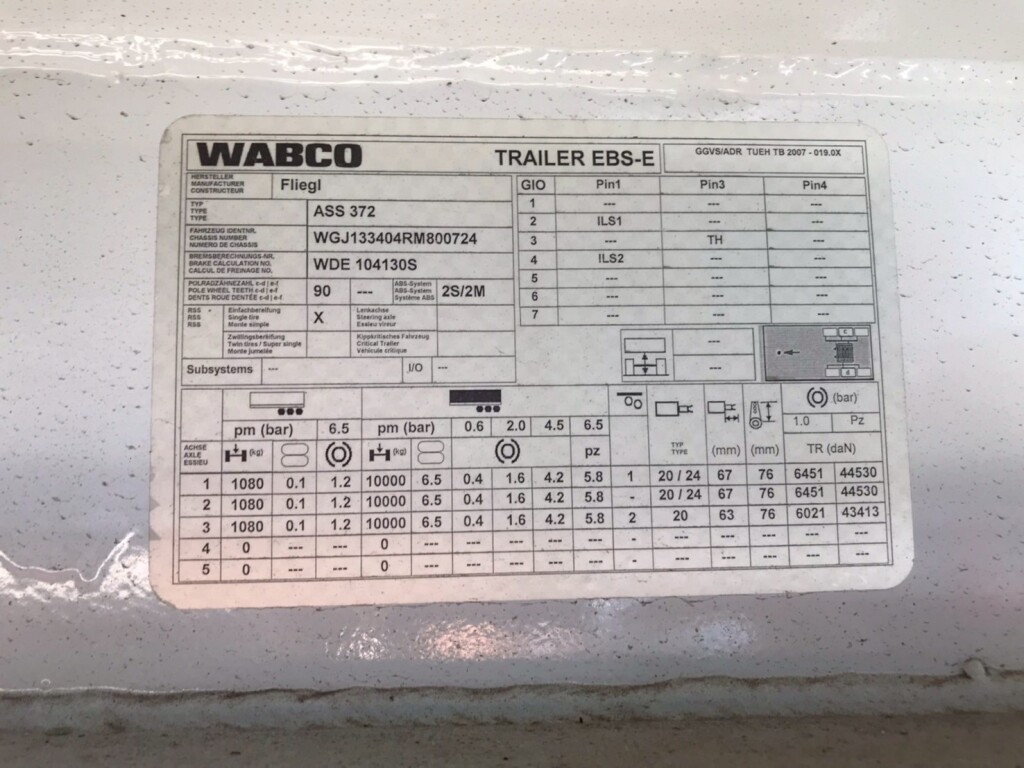 WABCO TRAILER EBS-E GGVS/ADR TUEH TB 2007 - 019.0X
HERSTELLER
MANUFACTURER
CONSTRUCTEUR
Fliegl
TYP
TYPE
TYPE
ASS 372
FAHRZEUG IDENTNR.
CHASSIS NUMBER
NUMERO DE CHASSIS
WGJ133404RM800724
BREMSBERECHNUNGS-NR.
BRAKE CALCULATION NO.
CALCUL DE FREINAGE NO.
WDE 104130S
POLRADZÄHNEZAHL c-d | e-f
POLE WHEEL TEETH c-d | e-f
DENTS ROUE DENTÉE c-d | e-f
90 ---
ABS-System
ABS-System
Système ABS
2S/2M
RSS - Einfachbereifung
RSS Single tire
RSS Monte simple
X
Lenkachse
Steering axle
Essieu vireur
Zwillingsbereifung
Twin tires / Super single
Monte jumelée
Kippkritisches Fahrzeug
Critical Trailer
Véhicule critique
Subsystems --- I/O ---
GIO Pin1 Pin3 Pin4
1 --- --- ---
2 ILS1 --- ---
3 --- TH ---
4 ILS2 --- ---
5 --- --- ---
6 --- --- ---
7 --- --- ---
---
---
pm (bar) 6.5 pm (bar) 0.6 2.0 4.5 6.5
(bar)
1.0 Pz
ACHSE
AXLE
ESSIEU
(kg) (kg) pz
TYP
TYPE
(mm) (mm) TR (daN)
1 1080 0.1 1.2 10000 6.5 0.4 1.6 4.2 5.8 1 20 / 24 67 76 6451 44530
2 1080 0.1 1.2 10000 6.5 0.4 1.6 4.2 5.8 - 20 / 24 67 76 6451 44530
3 1080 0.1 1.2 10000 6.5 0.4 1.6 4.2 5.8 2 20 63 76 6021 43413
4 0 --- --- 0 --- --- --- --- --- - --- --- --- --- ---
5 0 --- --- 0 --- --- --- --- --- - --- --- --- --- ---